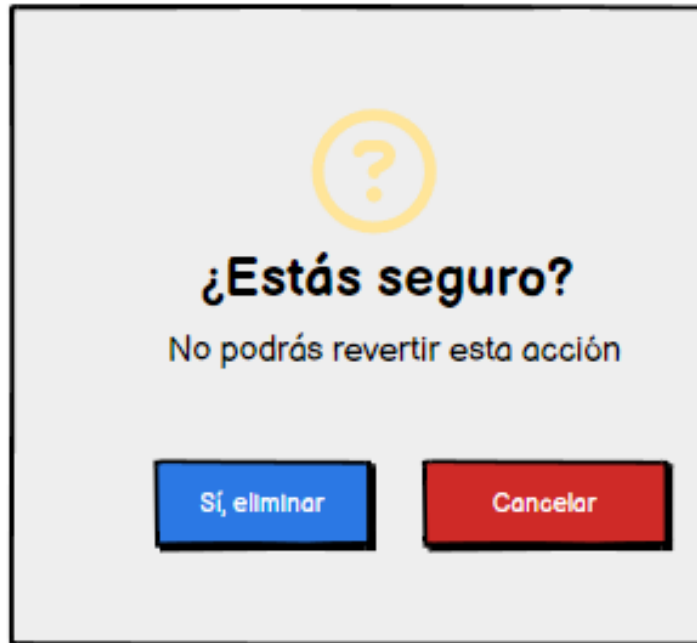 ?
¿Estás seguro?
No podrás revertir esta acción
Sí, eliminar
Cancelar